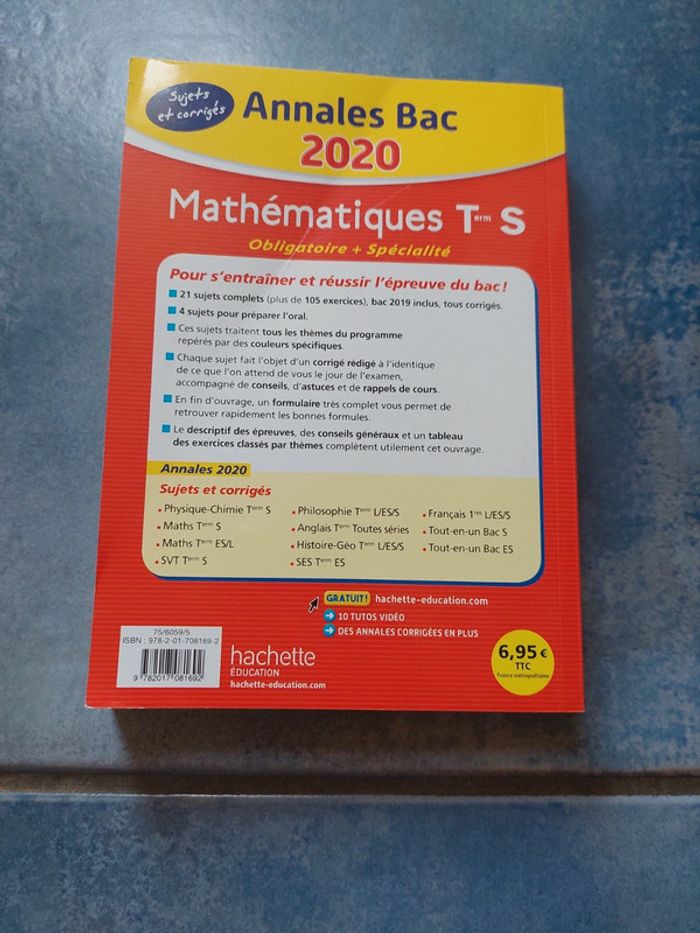 Sujets
et corrigés
Annales Bac
2020
Mathématiques Term S
Obligatoire + Spécialité
Pour s'entraîner et réussir l'épreuve du bac !
21 sujets complets (plus de 105 exercices), bac 2019 inclus, tous corrigés.
4 sujets pour préparer l'oral.
Ces sujets traitent tous les thèmes du programme
repérés par des couleurs spécifiques.
Chaque sujet fait l'objet d'un corrigé rédigé à l'identique
de ce que l'on attend de vous le jour de l'examen,
accompagné de conseils, d'astuces et de rappels de cours.
En fin d'ouvrage, un formulaire très complet vous permet de
retrouver rapidement les bonnes formules.
Le descriptif des épreuves, des conseils généraux et un tableau
des exercices classés par thèmes complètent utilement cet ouvrage.
Annales 2020
Sujets et corrigés
• Physique-Chimie Term S
• Maths Term S
• Maths Term ES/L
• SVT Term S
• Philosophie Term L/ES/S
• Anglais Term Toutes séries
• Histoire-Géo Term L/ES/S
• SES Term ES
• Français 1res L/ES/S
• Tout-en-un Bac S
• Tout-en-un Bac ES
GRATUIT ! hachette-education.com
10 TUTOS VIDÉO
DES ANNALES CORRIGÉES EN PLUS
75/6059/5
ISBN : 978-2-01-708169-2
9 782017 081692
hachette
ÉDUCATION
hachette-education.com
6,95 €
TTC
France métropolitaine